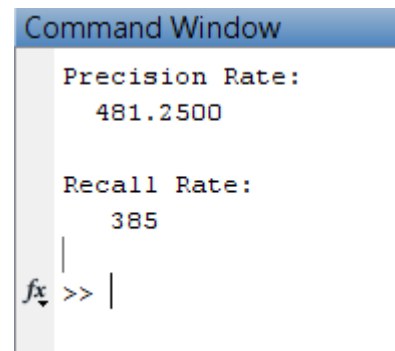 Command Window
Precision Rate:
481.2500
Recall Rate:
385
fx >>